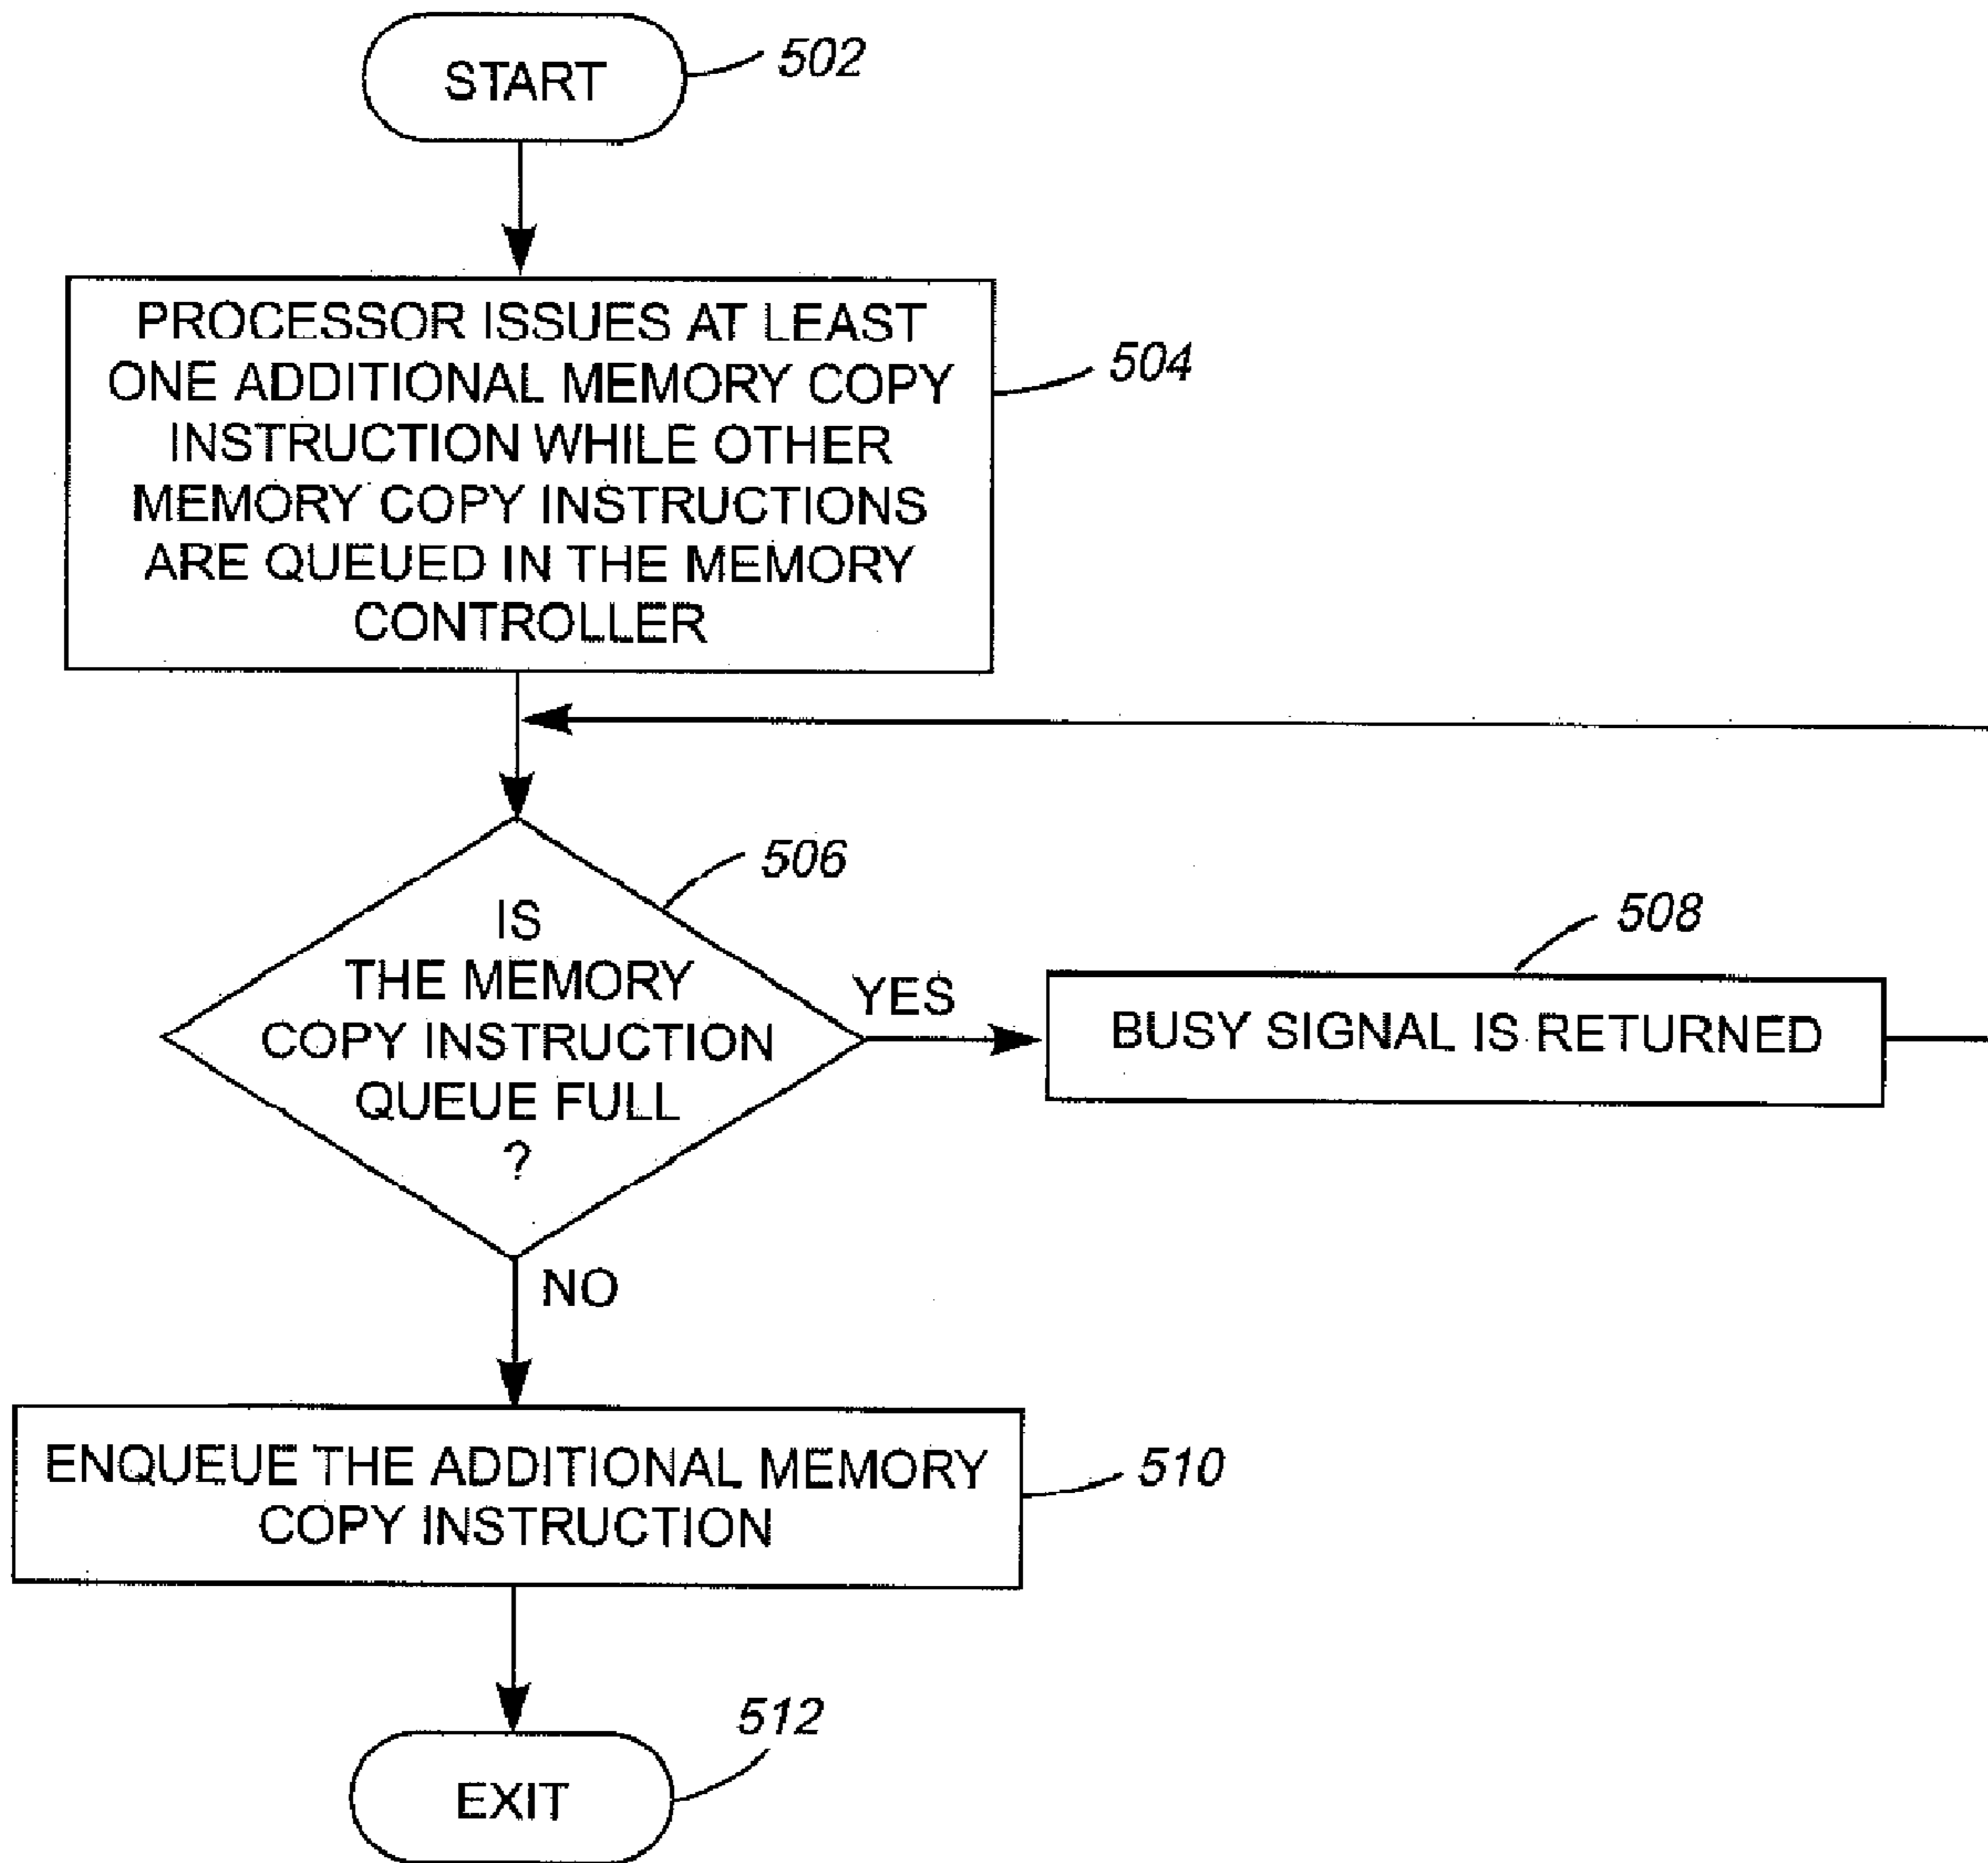 START
502
PROCESSOR ISSUES AT LEAST
ONE ADDITIONAL MEMORY COPY
INSTRUCTION WHILE OTHER
MEMORY COPY INSTRUCTIONS
ARE QUEUED IN THE MEMORY
CONTROLLER
504
IS
THE MEMORY
COPY INSTRUCTION
QUEUE FULL
?
506
YES
BUSY SIGNAL IS RETURNED
508
NO
ENQUEUE THE ADDITIONAL MEMORY
COPY INSTRUCTION
510
EXIT
512